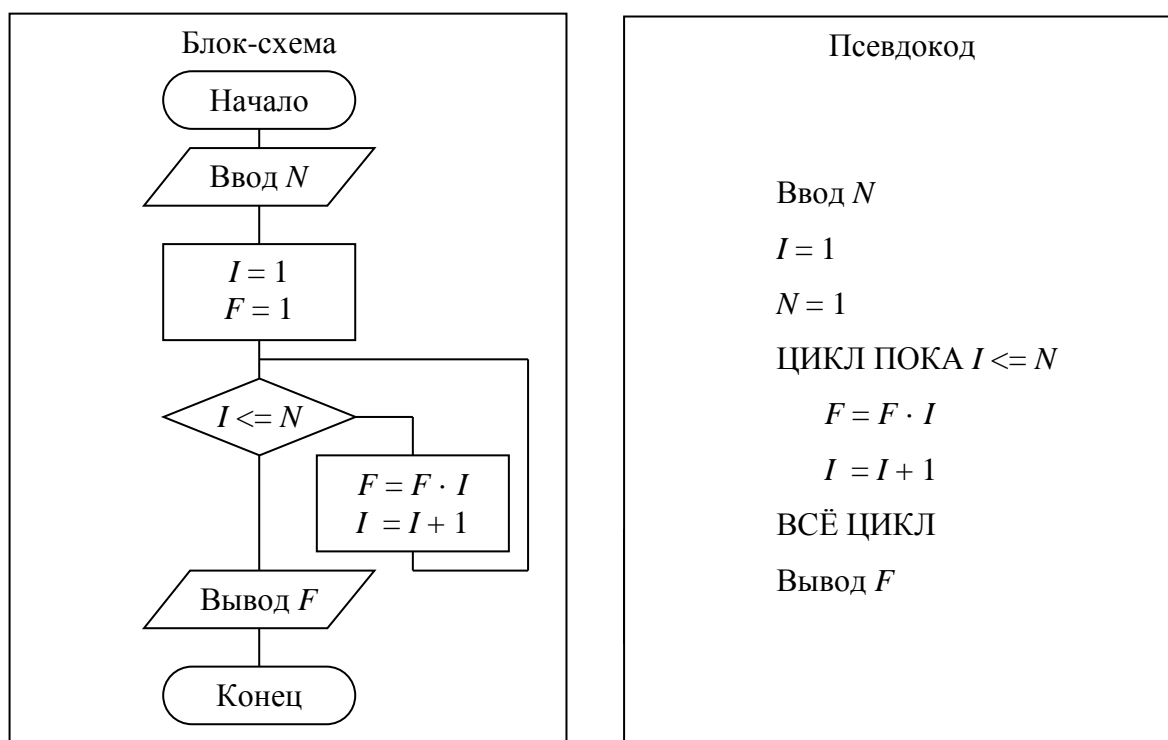 Блок-схема
Начало
Ввод N
I = 1
F = 1
I <= N
F = F · I
I = I + 1
Вывод F
Конец
Псевдокод
Ввод N
I = 1
N = 1
ЦИКЛ ПОКА I <= N
F = F · I
I = I + 1
ВСЁ ЦИКЛ
Вывод F